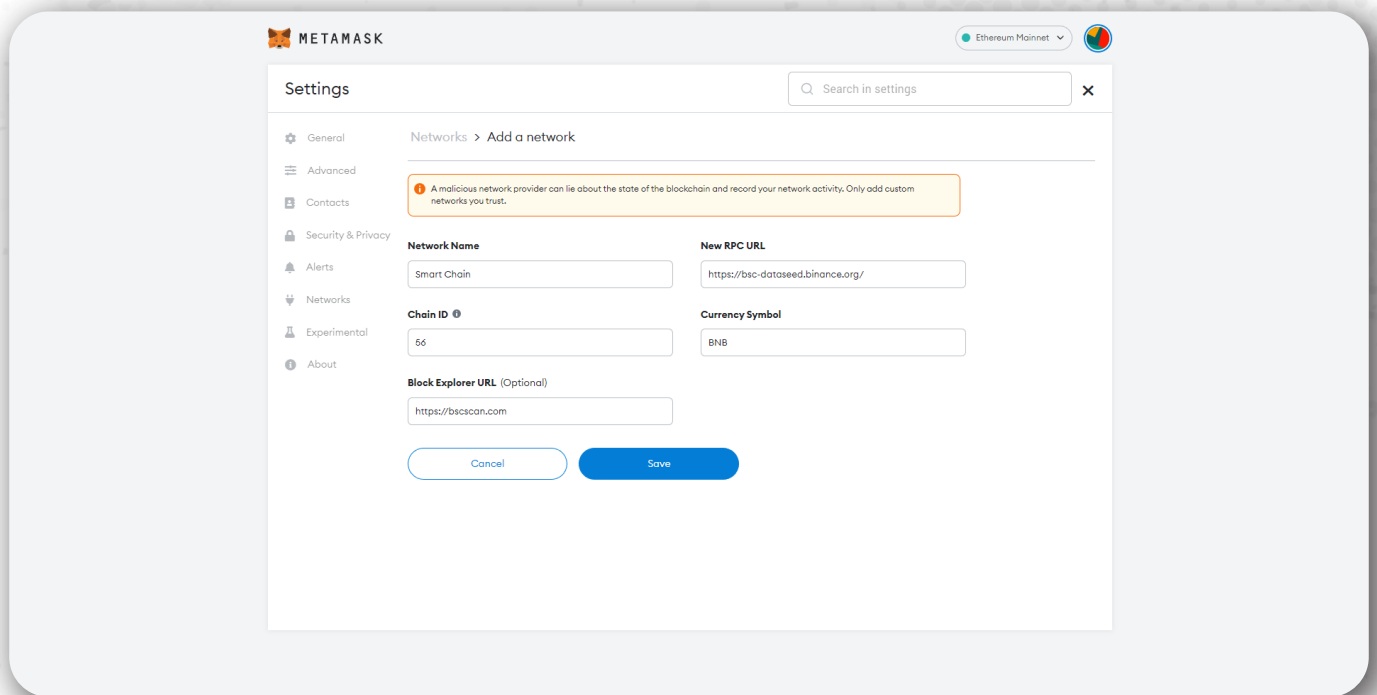 METAMASK
Ethereum Mainnet
Settings
Search in settings
General
Advanced
Contacts
Security & Privacy
Alerts
Networks
Experimental
About
Networks > Add a network
A malicious network provider can lie about the state of the blockchain and record your network activity. Only add custom
networks you trust.
Network Name
Smart Chain
New RPC URL
https://bsc-dataseed.binance.org/
Chain ID
56
Currency Symbol
BNB
Block Explorer URL (Optional)
https://bscscan.com
Cancel
Save